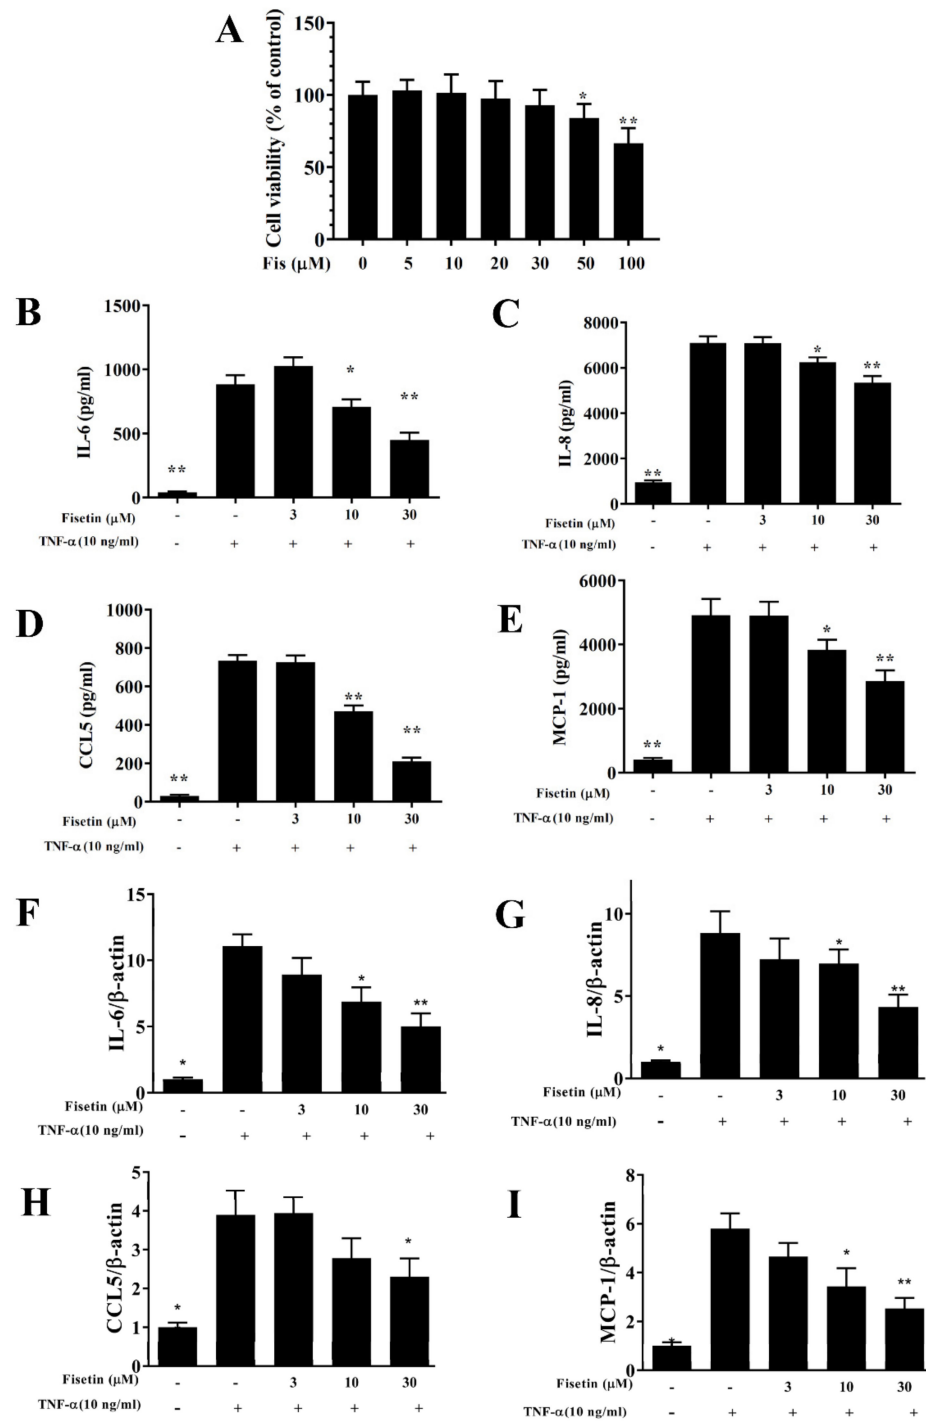 A
Cell viability (% of control)
150
100
50
0
* **
Fis (μM) 0 5 10 20 30 50 100
B
IL-6 (pg/ml)
1500
1000
500
0
** * **
Fisetin (μM) - - 3 10 30
TNF-α (10 ng/ml) - + + + +
C
IL-8 (pg/ml)
8000
6000
4000
2000
0
** * **
Fisetin (μM) - - 3 10 30
TNF-α (10 ng/ml) - + + + +
D
CCL5 (pg/ml)
1000
800
600
400
200
0
** ** **
Fisetin (μM) - - 3 10 30
TNF-α (10 ng/ml) - + + + +
E
MCP-1 (pg/ml)
6000
4000
2000
0
** * **
Fisetin (μM) - - 3 10 30
TNF-α (10 ng/ml) - + + + +
F
IL-6/β-actin
15
10
5
0
* * **
Fisetin (μM) - - 3 10 30
TNF-α(10 ng/ml) - + + + +
G
IL-8/β-actin
10
5
0
* * **
Fisetin (μM) - - 3 10 30
TNF-α(10 ng/ml) - + + + +
H
CCL5/β-actin
5
4
3
2
1
0
* *
Fisetin (μM) - - 3 10 30
TNF-α(10 ng/ml) - + + + +
I
MCP-1/β-actin
8
6
4
2
0
* * **
Fisetin (μM) - - 3 10 30
TNF-α(10 ng/ml) - + + + +